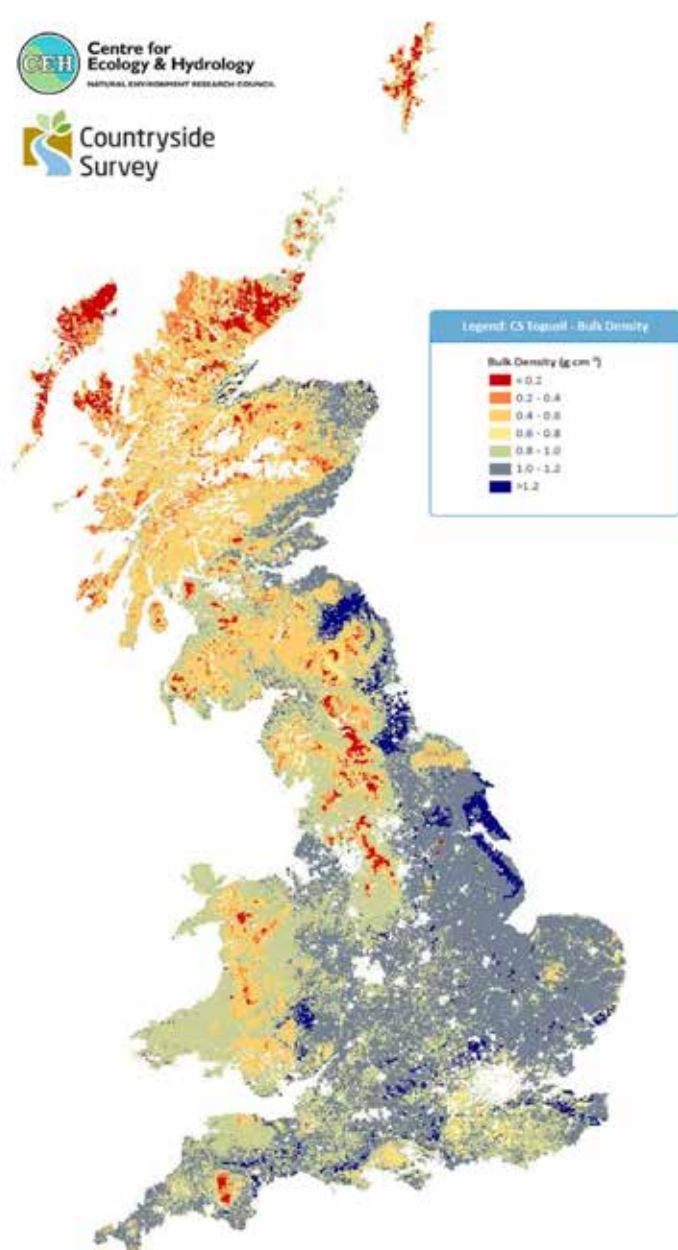 CEH
Centre for
Ecology & Hydrology
NATURAL ENVIRONMENT RESEARCH COUNCIL
Countryside
Survey
Legend: CS Topsoil - Bulk Density
Bulk Density (g cm⁻³)
< 0.2
0.2 - 0.4
0.4 - 0.6
0.6 - 0.8
0.8 - 1.0
1.0 - 1.2
>1.2